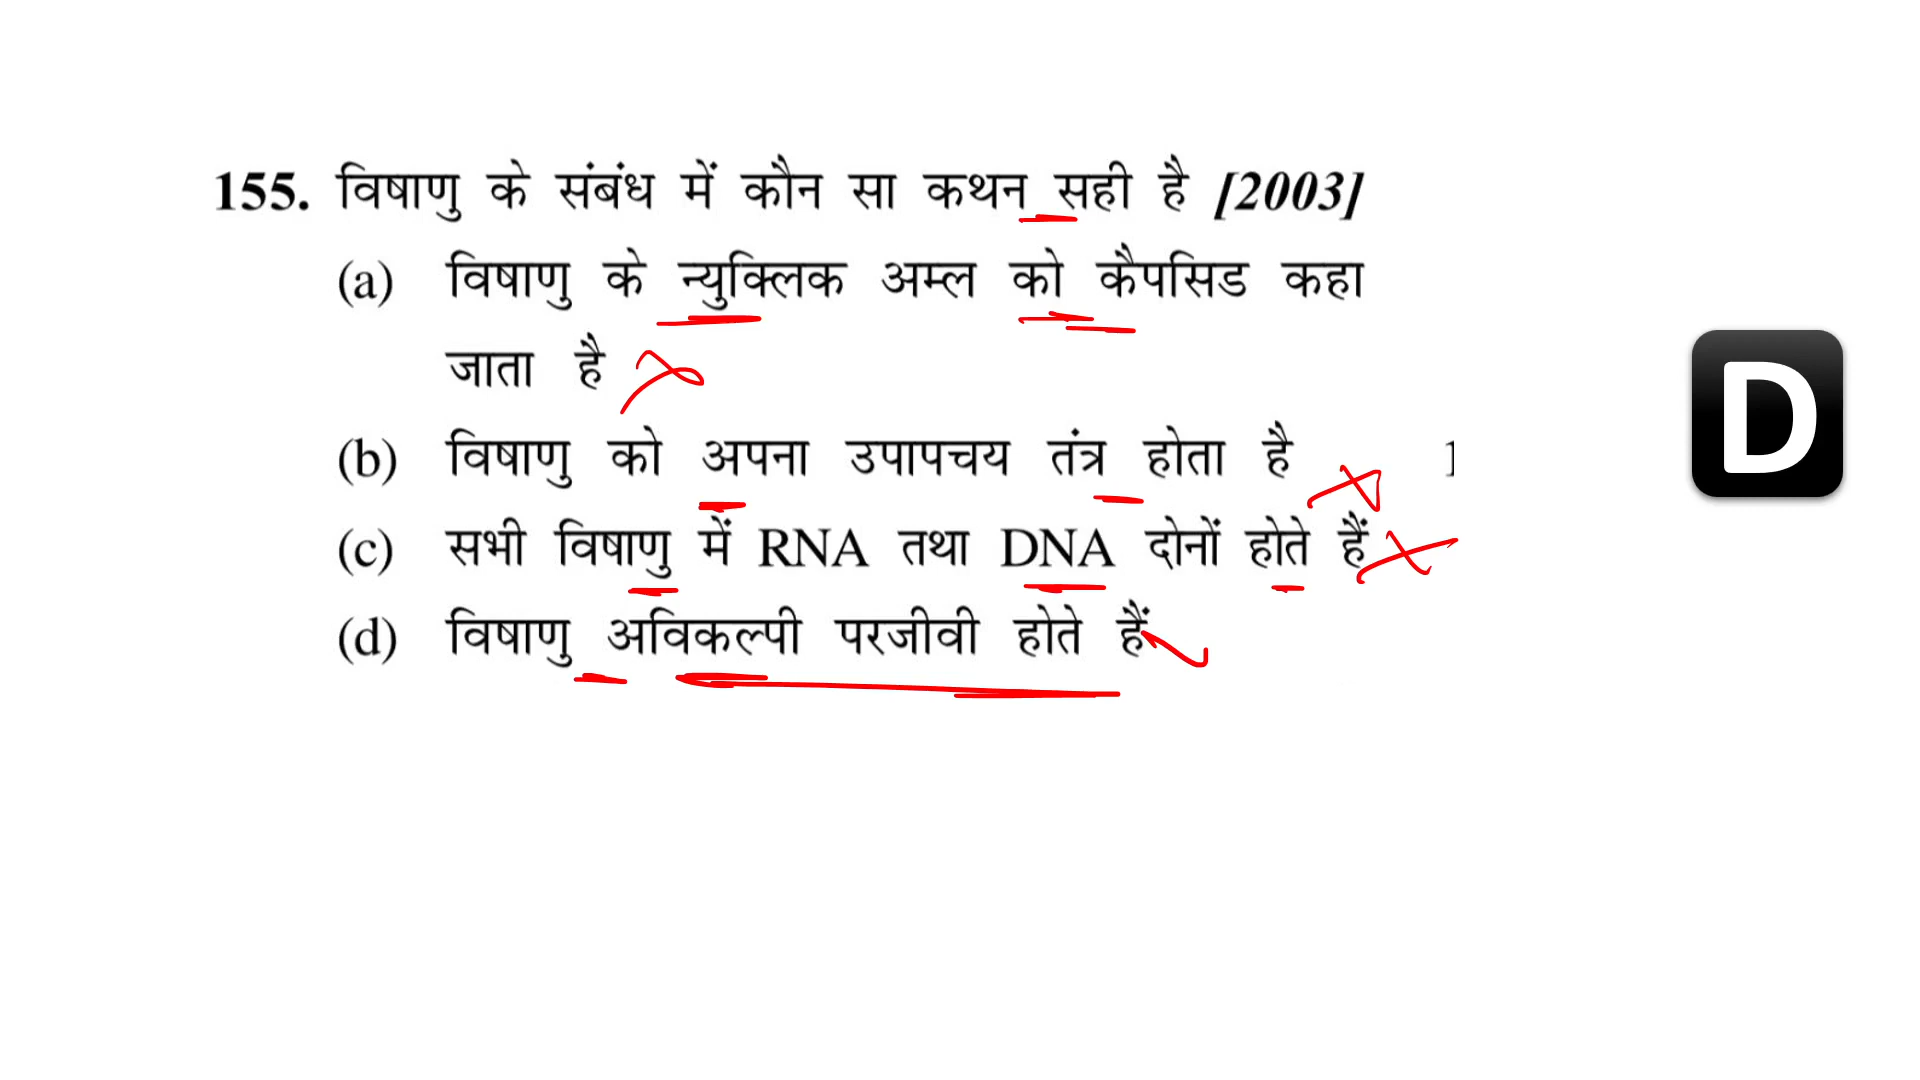 155. विषाणु के संबंध में कौन सा कथन सही है [2003]
(a) विषाणु के न्युक्लिक अम्ल को कैपसिड कहा
जाता है
(b) विषाणु को अपना उपापचय तंत्र होता है
(c) सभी विषाणु में RNA तथा DNA दोनों होते हैं
(d) विषाणु अविकल्पी परजीवी होते हैं
D